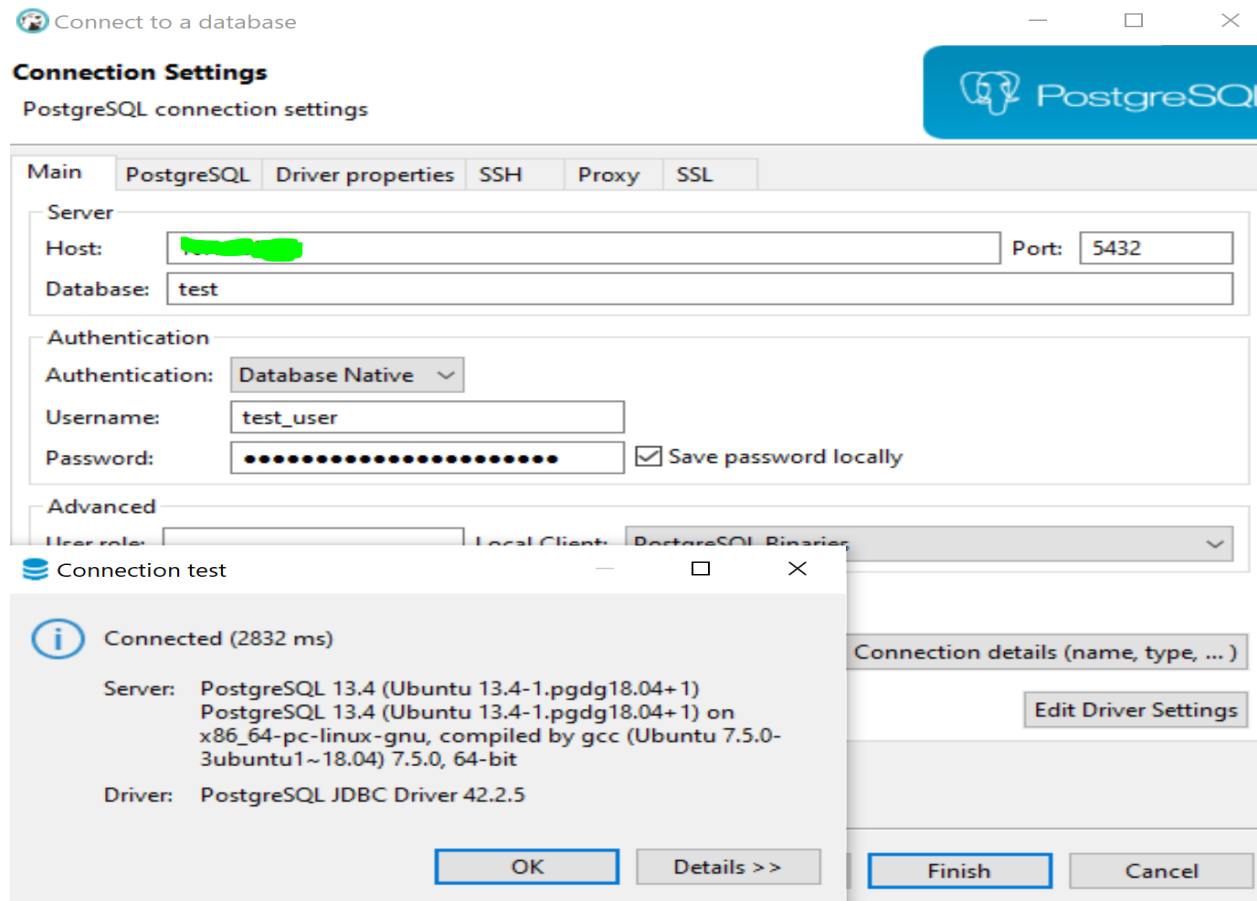 Connect to a database
Connection Settings
PostgreSQL connection settings
PostgreSQL
Main PostgreSQL Driver properties SSH Proxy SSL
Server
Host: Port: 5432
Database: test
Authentication
Authentication: Database Native
Username: test_user
Password: ●●●●●●●●●●●●●●●●●●●●●● Save password locally
Advanced
User role: Local Client: PostgreSQL Binaries
Connection test
Connected (2832 ms)
Server: PostgreSQL 13.4 (Ubuntu 13.4-1.pgdg18.04+1)
PostgreSQL 13.4 (Ubuntu 13.4-1.pgdg18.04+1) on
x86_64-pc-linux-gnu, compiled by gcc (Ubuntu 7.5.0-
3ubuntu1~18.04) 7.5.0, 64-bit
Driver: PostgreSQL JDBC Driver 42.2.5
OK Details >>
Connection details (name, type, ... )
Edit Driver Settings
Finish Cancel